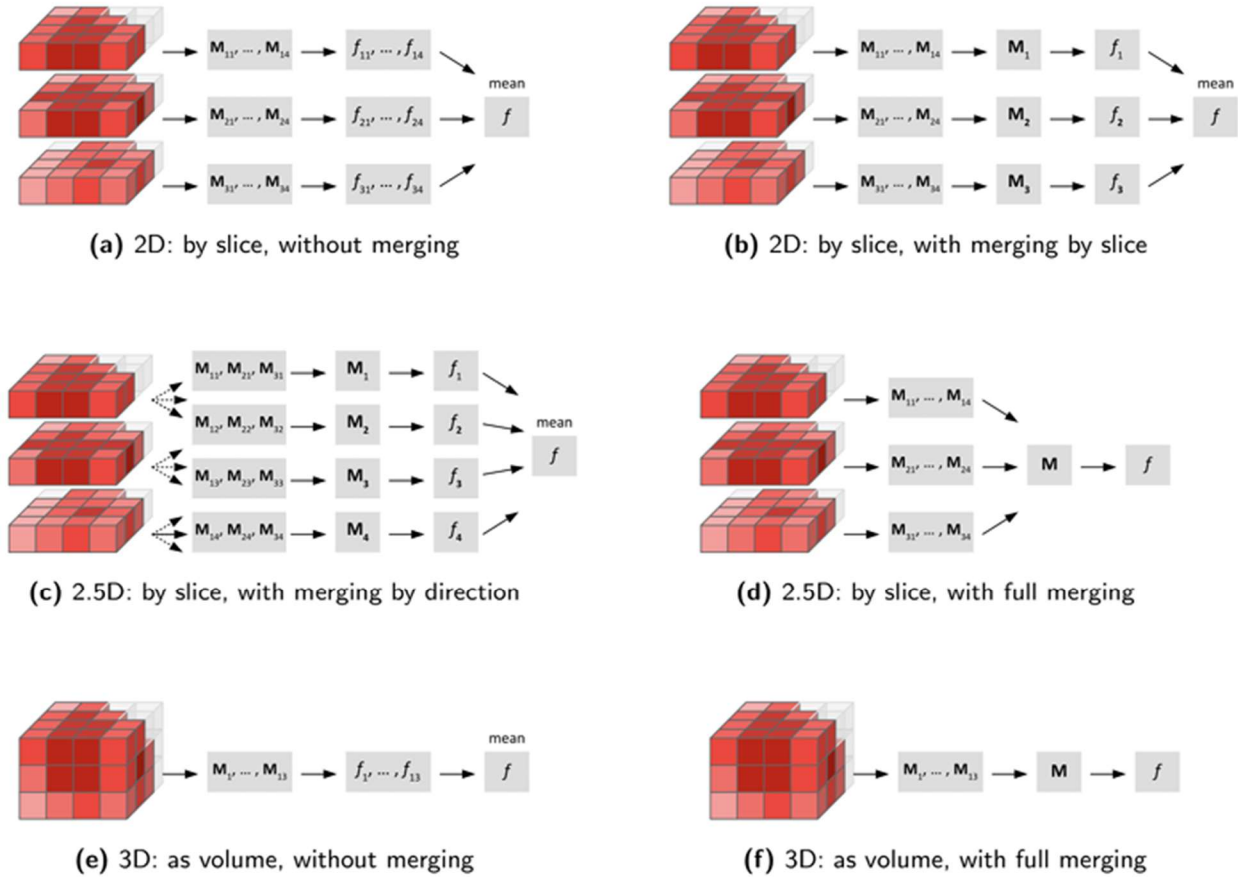 M11, ... , M14 f11, ... , f14
mean
M21, ... , M24 f21, ... , f24 f
M31, ... , M34 f31, ... , f34
(a) 2D: by slice, without merging
M11, ... , M14 M1 f1
mean
M21, ... , M24 M2 f2 f
M31, ... , M34 M3 f3
(b) 2D: by slice, with merging by slice
M11, M21, M31 M1 f1
M12, M22, M32 M2 f2
mean
f
M13, M23, M33 M3 f3
M14, M24, M34 M4 f4
(c) 2.5D: by slice, with merging by direction
M11, ... , M14
M21, ... , M24 M f
M31, ... , M34
(d) 2.5D: by slice, with full merging
mean
M1, ... , M13 f1, ... , f13 f
(e) 3D: as volume, without merging
M1, ... , M13 M f
(f) 3D: as volume, with full merging